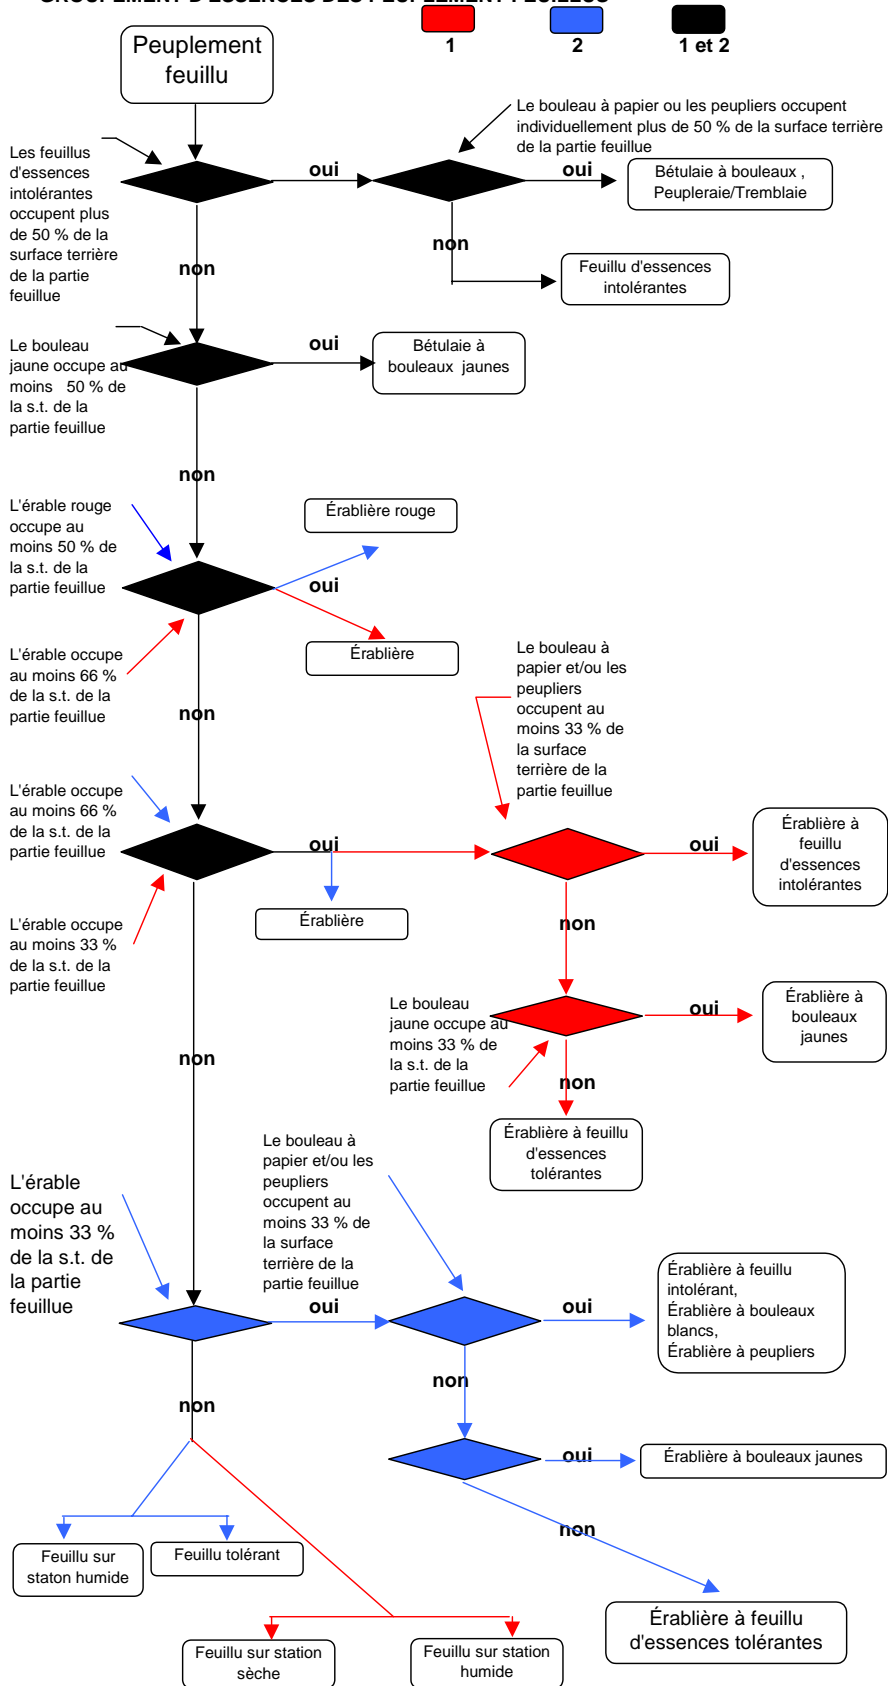 GROUPEMENT D'ESSENCES DES PEUPLEMENT FEUILLUS
1
2
1 et 2
Peuplement
feuillu
Le bouleau à papier ou les peupliers occupent
individuellement plus de 50 % de la surface terrière
de la partie feuillue
Les feuillus
d'essences
intolérantes
occupent plus
de 50 % de la
surface terrière
de la partie
feuillue
oui
oui
Bétulaie à bouleaux ,
Peupleraie/Tremblaie
non
non
Feuillu d'essences
intolérantes
Le bouleau
jaune occupe au
moins 50 % de
la s.t. de la
partie feuillue
oui
Bétulaie à
bouleaux jaunes
non
L'érable rouge
occupe au
moins 50 % de
la s.t. de la
partie feuillue
Érablière rouge
oui
Érablière
L'érable occupe
au moins 66 %
de la s.t. de la
partie feuillue
non
Le bouleau à
papier et/ou les
peupliers
occupent au
moins 33 % de
la surface
terrière de la
partie feuillue
L'érable occupe
au moins 66 %
de la s.t. de la
partie feuillue
oui
oui
Érablière à
feuillu
d'essences
intolérantes
Érablière
L'érable occupe
au moins 33 %
de la s.t. de la
partie feuillue
non
Le bouleau
jaune occupe au
moins 33 % de
la s.t. de la
partie feuillue
oui
Érablière à
bouleaux
jaunes
non
non
Érablière à feuillu
d'essences
tolérantes
Le bouleau à
papier et/ou les
peupliers
occupent au
moins 33 % de
la surface
terrière de la
partie feuillue
L'érable
occupe au
moins 33 %
de la s.t. de
la partie
feuillue
oui
oui
Érablière à feuillu
intolérant,
Érablière à bouleaux
blancs,
Érablière à peupliers
non
non
oui
Érablière à bouleaux jaunes
non
Feuillu sur
staton humide
Feuillu tolérant
Érablière à feuillu
d'essences tolérantes
Feuillu sur station
sèche
Feuillu sur station
humide